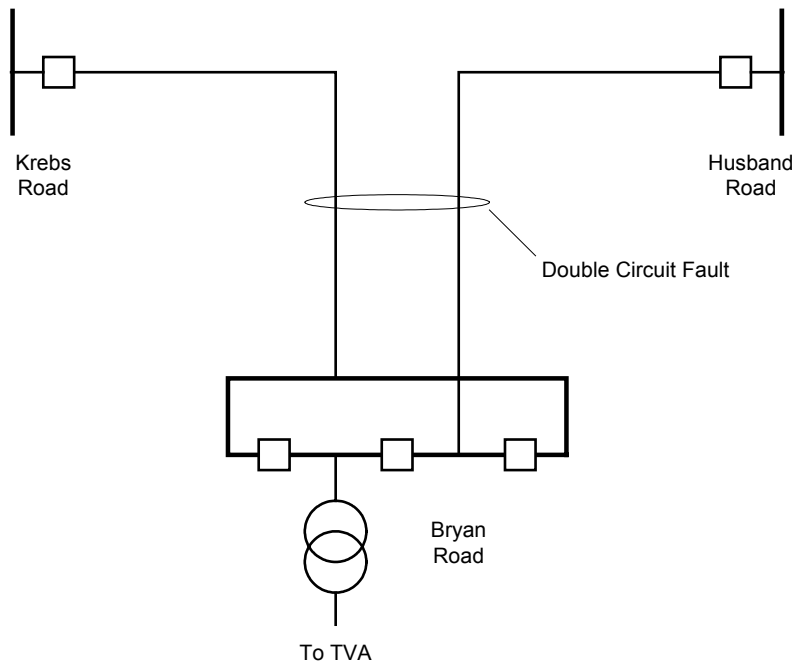 Krebs
Road
Husband
Road
Double Circuit Fault
Bryan
Road
To TVA